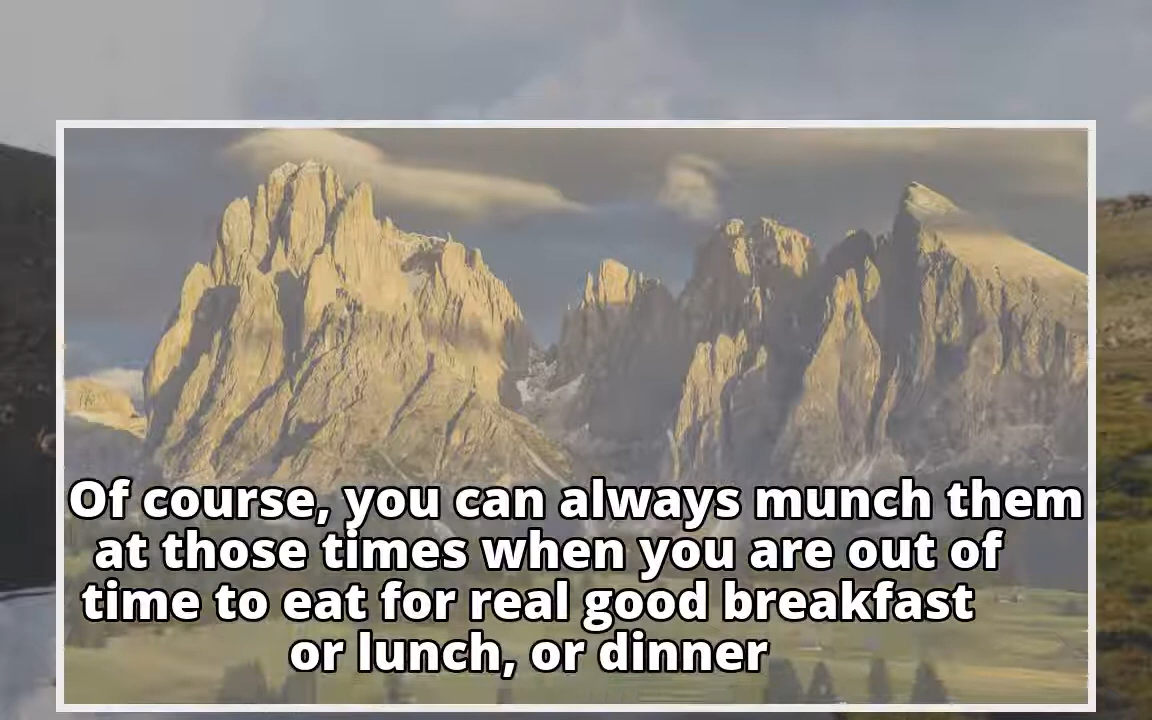 Of course, you can always munch them
at those times when you are out of
time to eat for real good breakfast
or lunch, or dinner